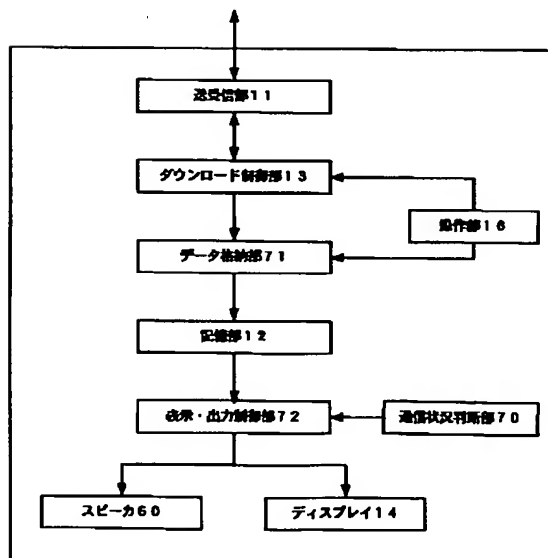 送受信部11
ダウンロード制御部13
操作部16
データ格納部71
記憶部12
表示・出力制御部72
通信状況判断部70
スピーカ60
ディスプレイ14